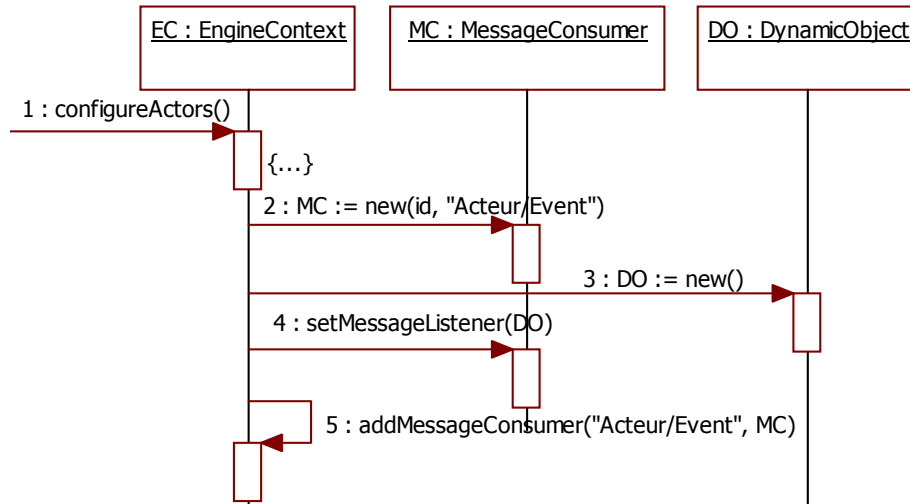 EC : EngineContext
MC : MessageConsumer
DO : DynamicObject
1 : configureActors()
{...}
2 : MC := new(id, "Acteur/Event")
3 : DO := new()
4 : setMessageListener(DO)
5 : addMessageConsumer("Acteur/Event", MC)